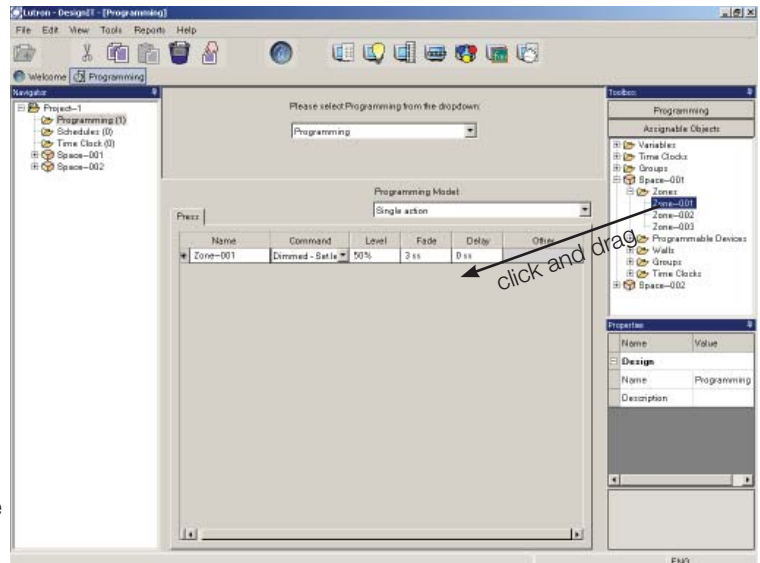 Lutron - DesignIT - [Programming]
File Edit View Tools Reports Help
Welcome Programming
Navigator
Project-1
Programming (1)
Schedules (0)
Time Clock (0)
Space-001
Space-002
Please select Programming from the dropdown:
Programming
Programming Model:
Single action
Press
Name Command Level Fade Delay Other
Zone-001 Dimmed - Set le 50% 3 ss 0 ss
click and drag
Toolbox
Programming
Assignable Objects
Variables
Time Clocks
Groups
Space-001
Zones
Zone-001
Zone-002
Zone-003
Programmable Devices
Walls
Groups
Time Clocks
Space-002
Properties
Name Value
Design
Name Programming
Description
e
ENG